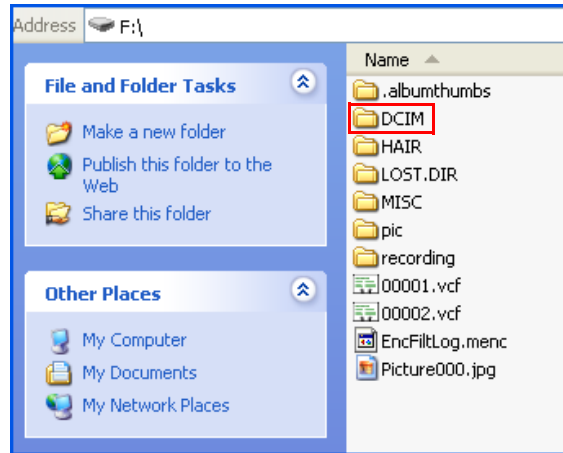 Address F:\
File and Folder Tasks
Make a new folder
Publish this folder to the
Web
Share this folder
Other Places
My Computer
My Documents
My Network Places
Name
.albumthumbs
DCIM
HAIR
LOST.DIR
MISC
pic
recording
00001.vcf
00002.vcf
EncFiltLog.menc
Picture000.jpg